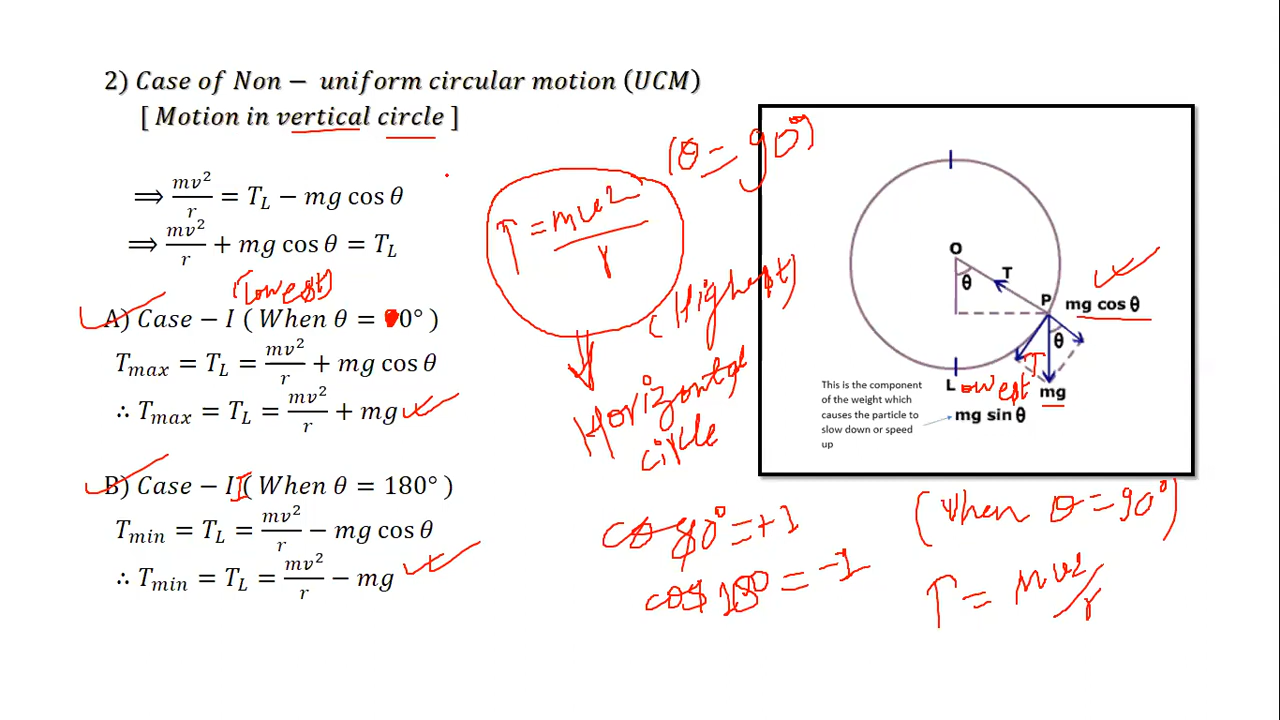 2) Case of Non − uniform circular motion (UCM)
[ Motion in vertical circle ]
⟹ mv²/r = T_L − mg cos θ
⟹ mv²/r + mg cos θ = T_L
(lowest)
A) Case − I ( When θ = 0° )
T_max = T_L = mv²/r + mg cos θ
∴ T_max = T_L = mv²/r + mg
B) Case − II ( When θ = 180° )
T_min = T_L = mv²/r − mg cos θ
∴ T_min = T_L = mv²/r − mg
(θ = 90°)
T = mv²/r
(Highest)
Horizontal
circle
cos 180° = -1
O
θ
T
P
mg cos θ
θ
L owest T
mg
mg sin θ
This is the component
of the weight which
causes the particle to
slow down or speed
up
(When θ = 90°)
T = mv²/r